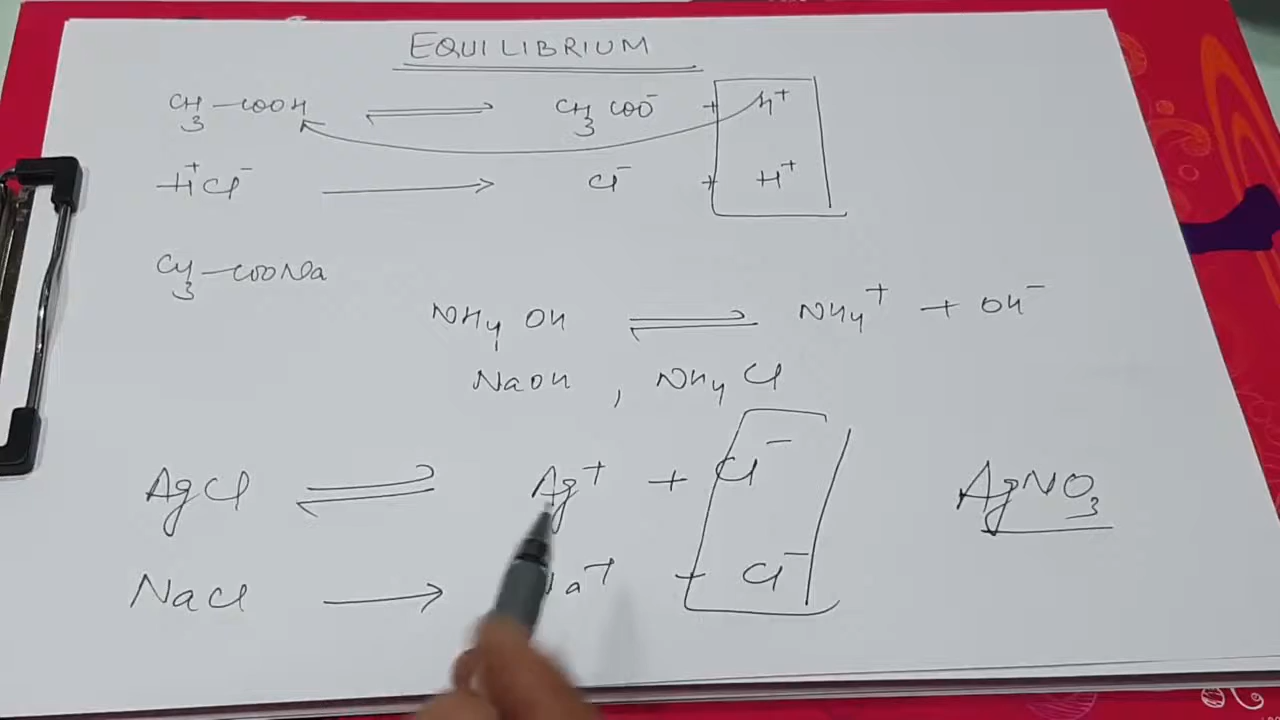 EQUILIBRIUM
CH3-COOH ⇌ CH3COO⁻ + H⁺
H⁺Cl⁻ → Cl⁻ + H⁺
CH3-COONa
NH4OH ⇌ NH4⁺ + OH⁻
NaOH , NH4Cl
AgCl ⇌ Ag⁺ + Cl⁻
AgNO3
NaCl → Na⁺ + Cl⁻